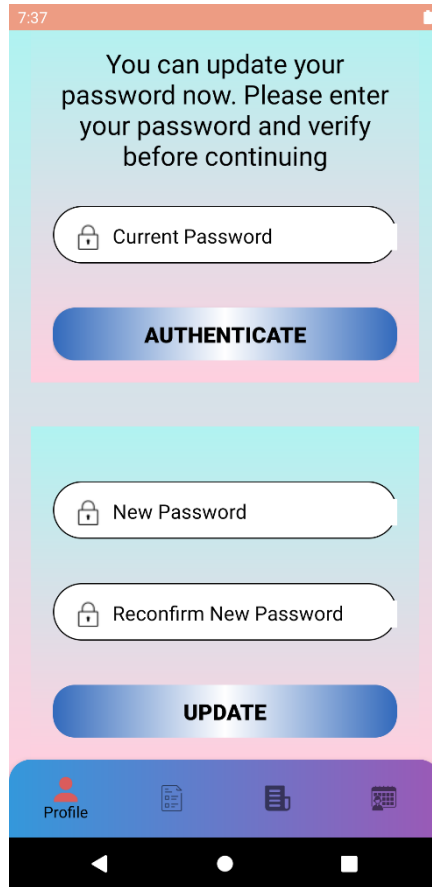 7:37
You can update your
password now. Please enter
your password and verify
before continuing
Current Password
AUTHENTICATE
New Password
Reconfirm New Password
UPDATE
Profile